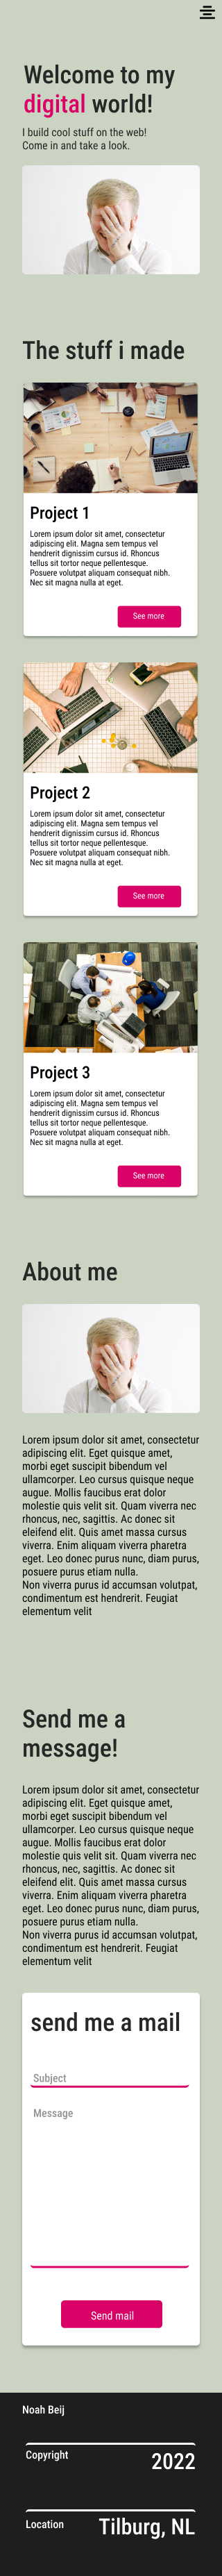 Welcome to my
digital world!
I build cool stuff on the web!
Come in and take a look.
The stuff i made
Project 1
Lorem ipsum dolor sit amet, consectetur
adipiscing elit. Magna sem tempus vel
hendrerit dignissim cursus id. Rhoncus
tellus sit tortor neque pellentesque.
Posuere volutpat aliquam consequat nibh.
Nec sit magna nulla at eget.
See more
Project 2
Lorem ipsum dolor sit amet, consectetur
adipiscing elit. Magna sem tempus vel
hendrerit dignissim cursus id. Rhoncus
tellus sit tortor neque pellentesque.
Posuere volutpat aliquam consequat nibh.
Nec sit magna nulla at eget.
See more
Project 3
Lorem ipsum dolor sit amet, consectetur
adipiscing elit. Magna sem tempus vel
hendrerit dignissim cursus id. Rhoncus
tellus sit tortor neque pellentesque.
Posuere volutpat aliquam consequat nibh.
Nec sit magna nulla at eget.
See more
About me
Lorem ipsum dolor sit amet, consectetur
adipiscing elit. Eget quisque amet,
morbi eget suscipit bibendum vel
ullamcorper. Leo cursus quisque neque
augue. Mollis faucibus erat dolor
molestie quis velit sit. Quam viverra nec
rhoncus, nec, sagittis. Ac donec sit
eleifend elit. Quis amet massa cursus
viverra. Enim aliquam viverra pharetra
eget. Leo donec purus nunc, diam purus,
posuere purus etiam nulla.
Non viverra purus id accumsan volutpat,
condimentum est hendrerit. Feugiat
elementum velit
Send me a
message!
Lorem ipsum dolor sit amet, consectetur
adipiscing elit. Eget quisque amet,
morbi eget suscipit bibendum vel
ullamcorper. Leo cursus quisque neque
augue. Mollis faucibus erat dolor
molestie quis velit sit. Quam viverra nec
rhoncus, nec, sagittis. Ac donec sit
eleifend elit. Quis amet massa cursus
viverra. Enim aliquam viverra pharetra
eget. Leo donec purus nunc, diam purus,
posuere purus etiam nulla.
Non viverra purus id accumsan volutpat,
condimentum est hendrerit. Feugiat
elementum velit
send me a mail
Subject
Message
Send mail
Noah Beij
Copyright 2022
Location Tilburg, NL